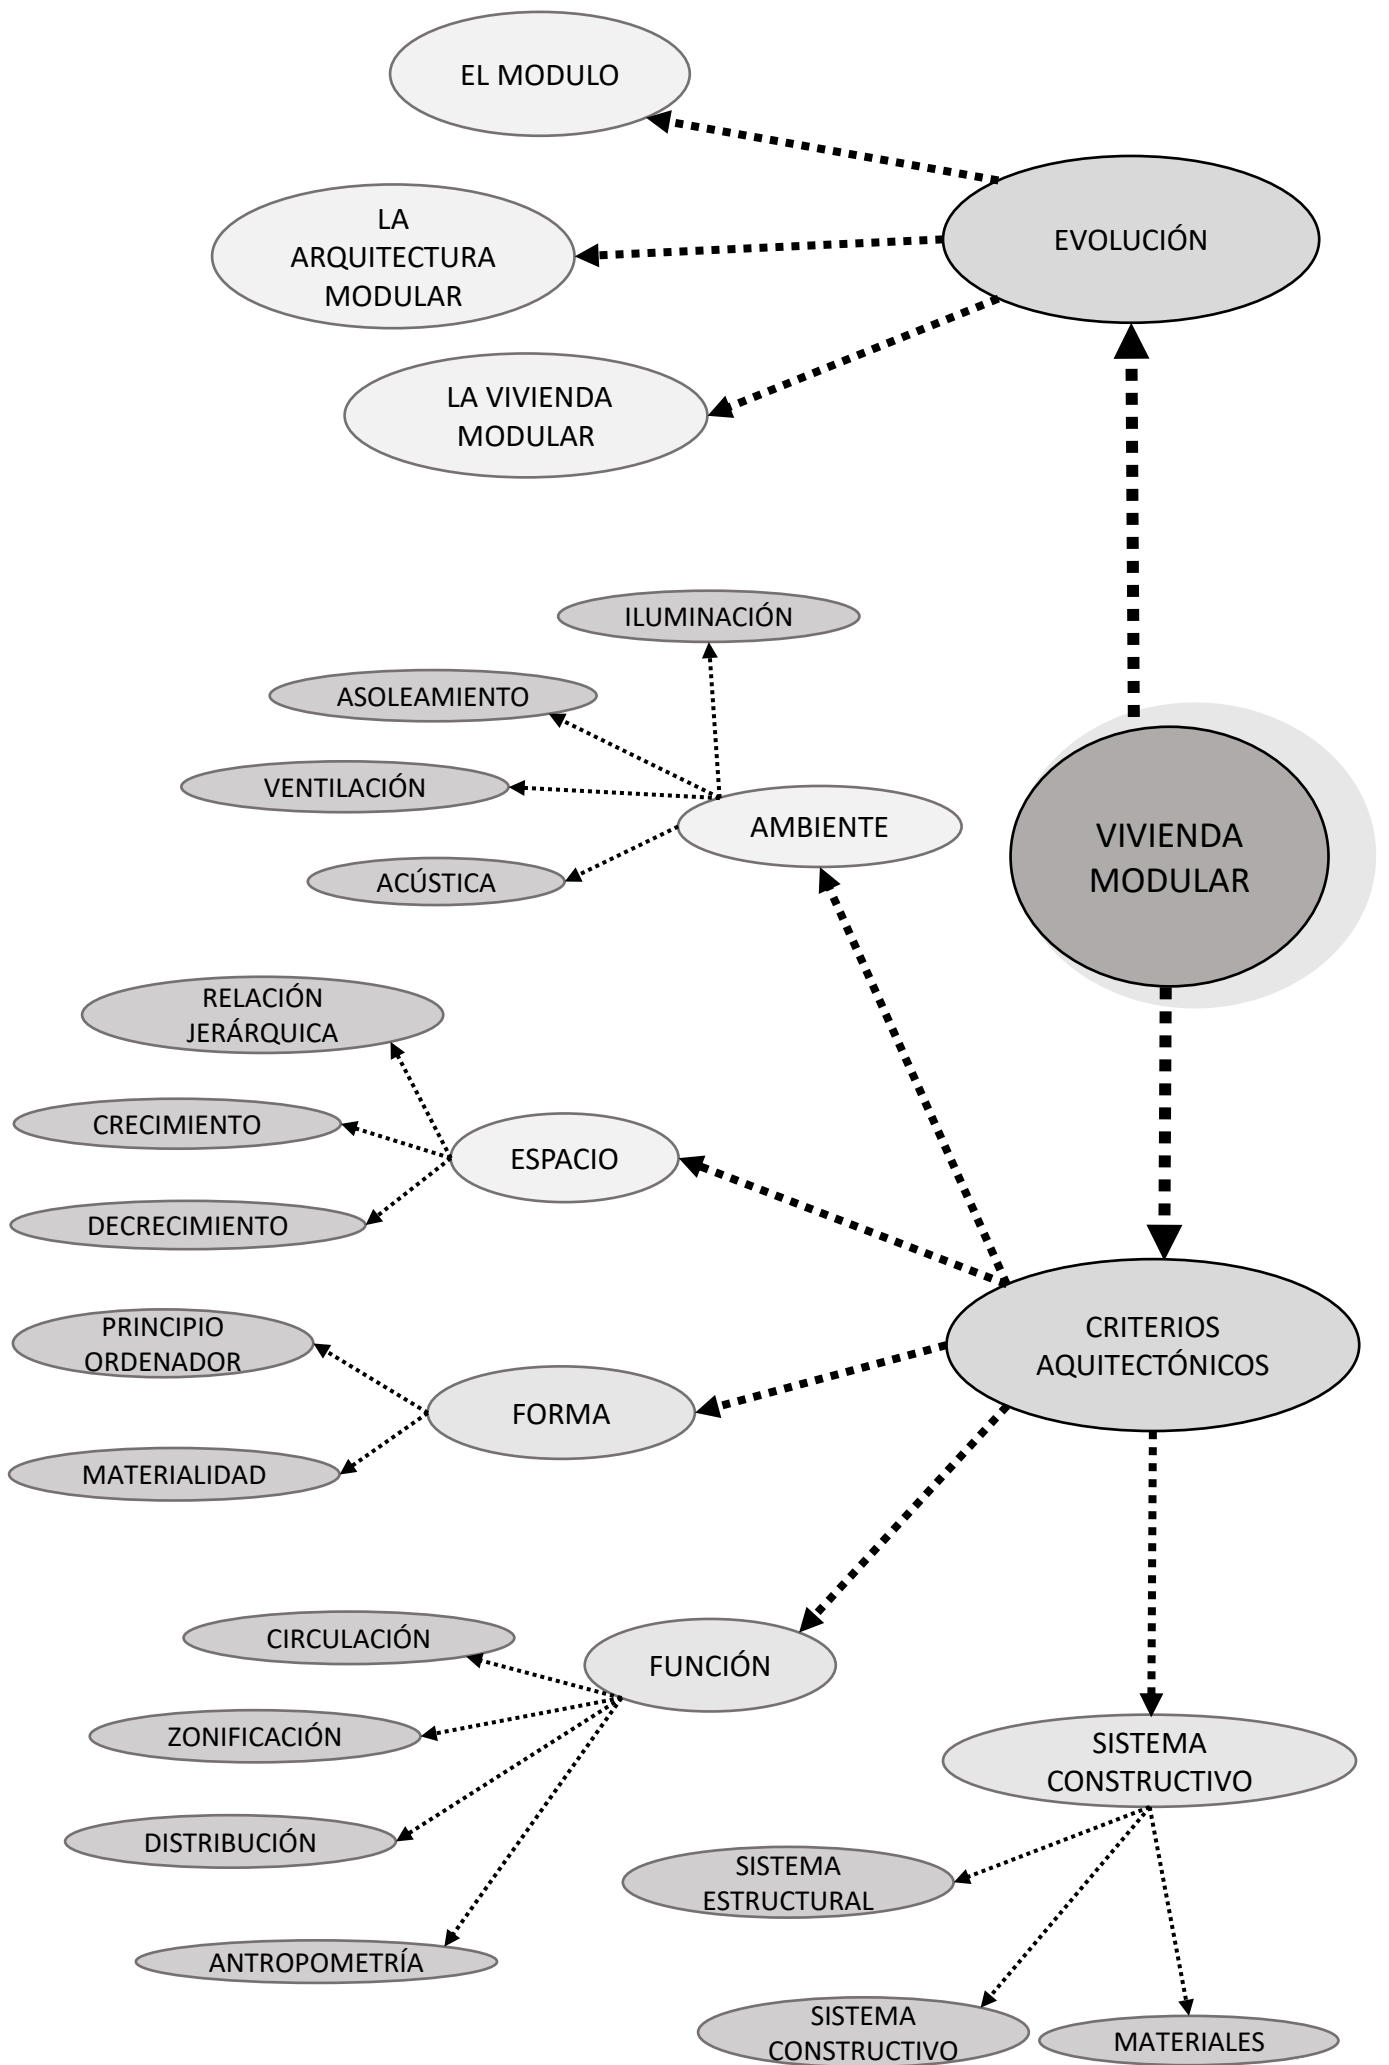 EL MODULO
LA
ARQUITECTURA
MODULAR
EVOLUCIÓN
LA VIVIENDA
MODULAR
ILUMINACIÓN
ASOLEAMIENTO
VENTILACIÓN
AMBIENTE
ACÚSTICA
VIVIENDA
MODULAR
RELACIÓN
JERÁRQUICA
CRECIMIENTO
ESPACIO
DECRECIMIENTO
PRINCIPIO
ORDENADOR
CRITERIOS
AQUITECTÓNICOS
FORMA
MATERIALIDAD
CIRCULACIÓN
FUNCIÓN
ZONIFICACIÓN
SISTEMA
CONSTRUCTIVO
DISTRIBUCIÓN
SISTEMA
ESTRUCTURAL
ANTROPOMETRÍA
SISTEMA
CONSTRUCTIVO
MATERIALES